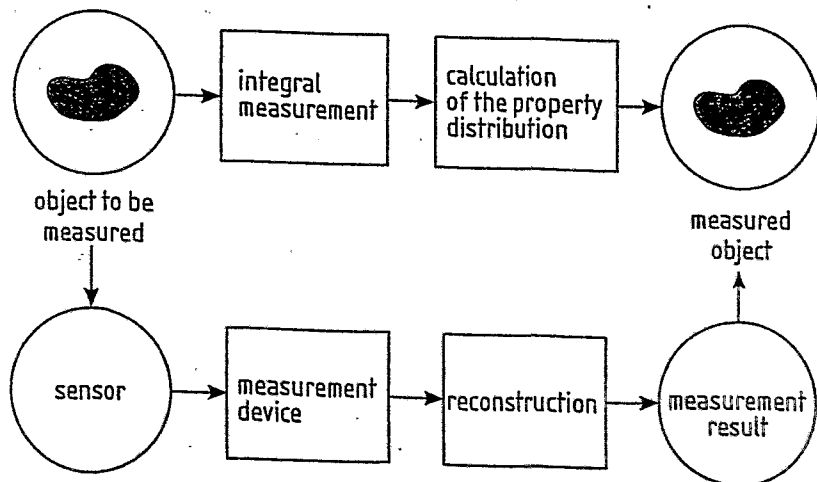 integral
measurement
calculation
of the property
distribution
object to be
measured
measured
object
sensor
measurement
device
reconstruction
measurement
result